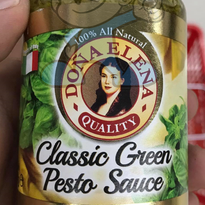 100% All Natural
DOÑA ELENA
QUALITY
Classic Green
Pesto Sauce